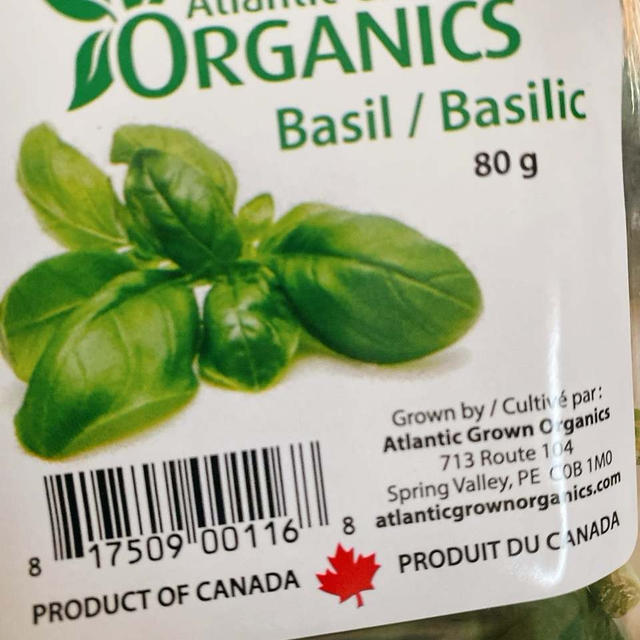 Atlantic
ORGANICS
Basil / Basilic
80 g
Grown by / Cultivé par:
Atlantic Grown Organics
713 Route 104
Spring Valley, PE C0B 1M0
atlanticgrownorganics.com
8 17509 00116 8
PRODUCT OF CANADA PRODUIT DU CANADA